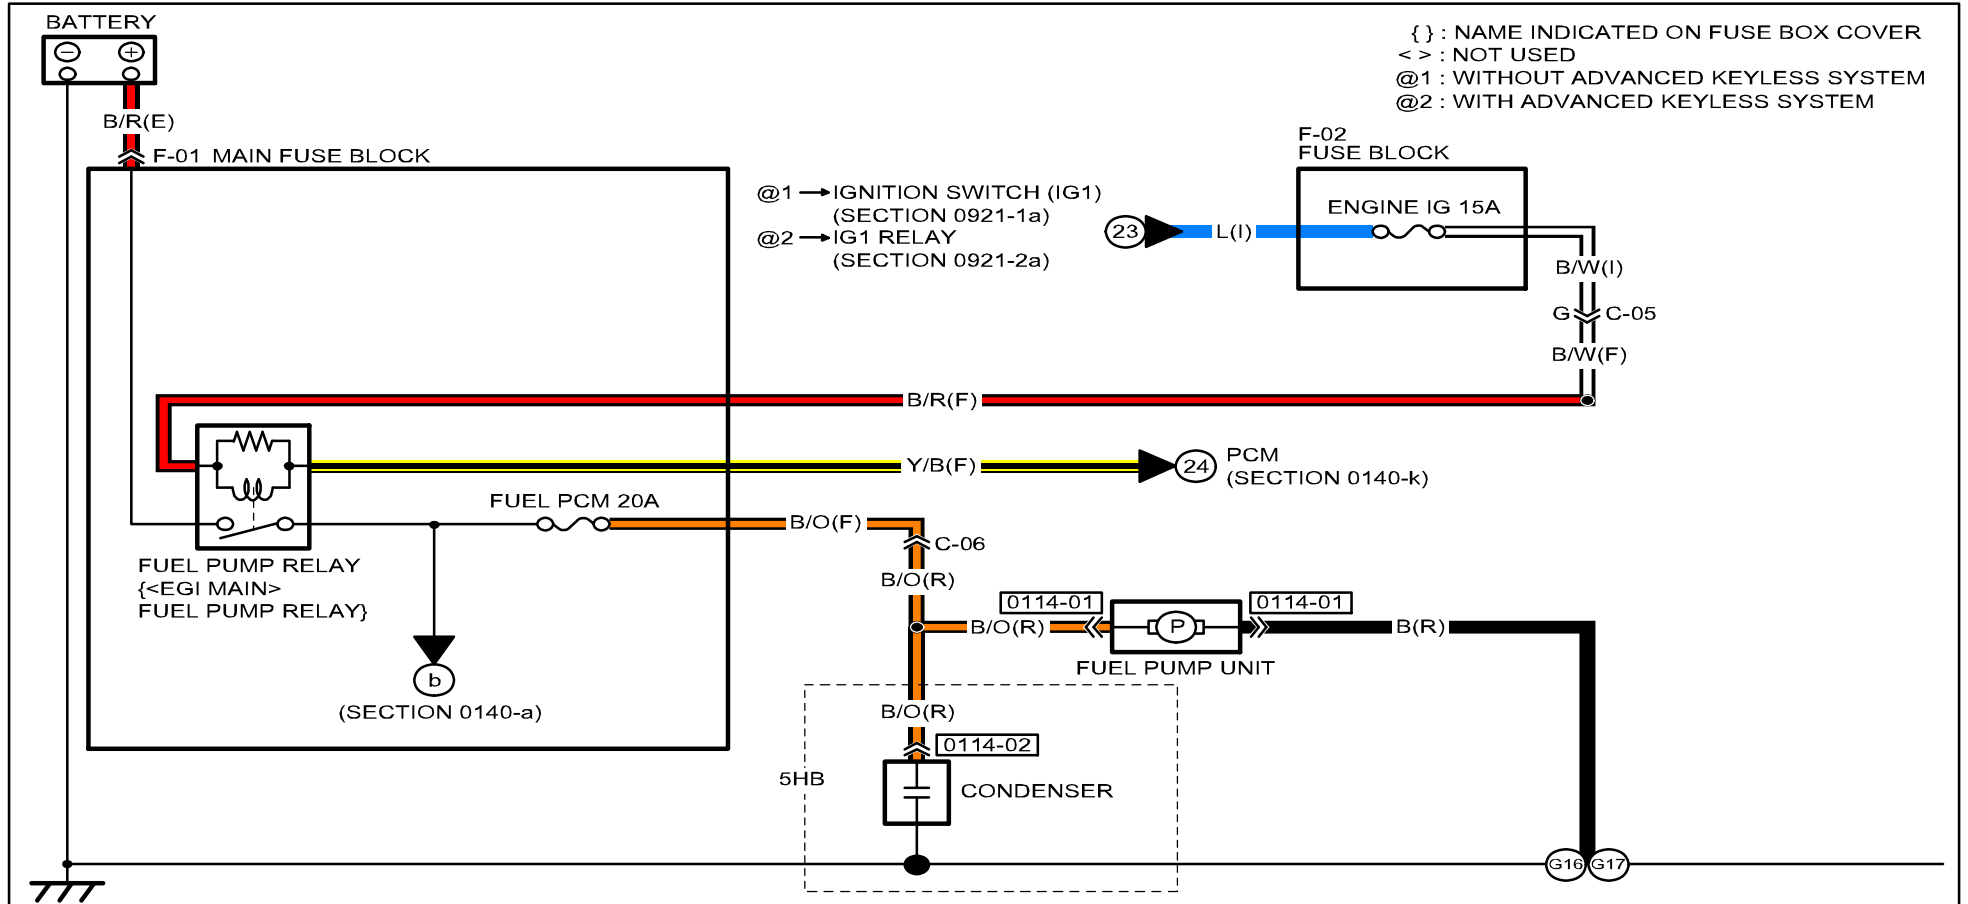 BATTERY
− +
{ } : NAME INDICATED ON FUSE BOX COVER
< > : NOT USED
@1 : WITHOUT ADVANCED KEYLESS SYSTEM
@2 : WITH ADVANCED KEYLESS SYSTEM
B/R(E)
F-01 MAIN FUSE BLOCK
F-02
FUSE BLOCK
@1 → IGNITION SWITCH (IG1)
(SECTION 0921-1a)
@2 → IG1 RELAY
(SECTION 0921-2a)
23
L(I)
ENGINE IG 15A
B/W(I)
G C-05
B/W(F)
B/R(F)
Y/B(F)
24
PCM
(SECTION 0140-k)
FUEL PCM 20A
B/O(F)
C-06
B/O(R)
FUEL PUMP RELAY
{<EGI MAIN>
FUEL PUMP RELAY}
b
(SECTION 0140-a)
0114-01
0114-01
B/O(R)
P
B(R)
FUEL PUMP UNIT
B/O(R)
0114-02
5HB
CONDENSER
G16 G17